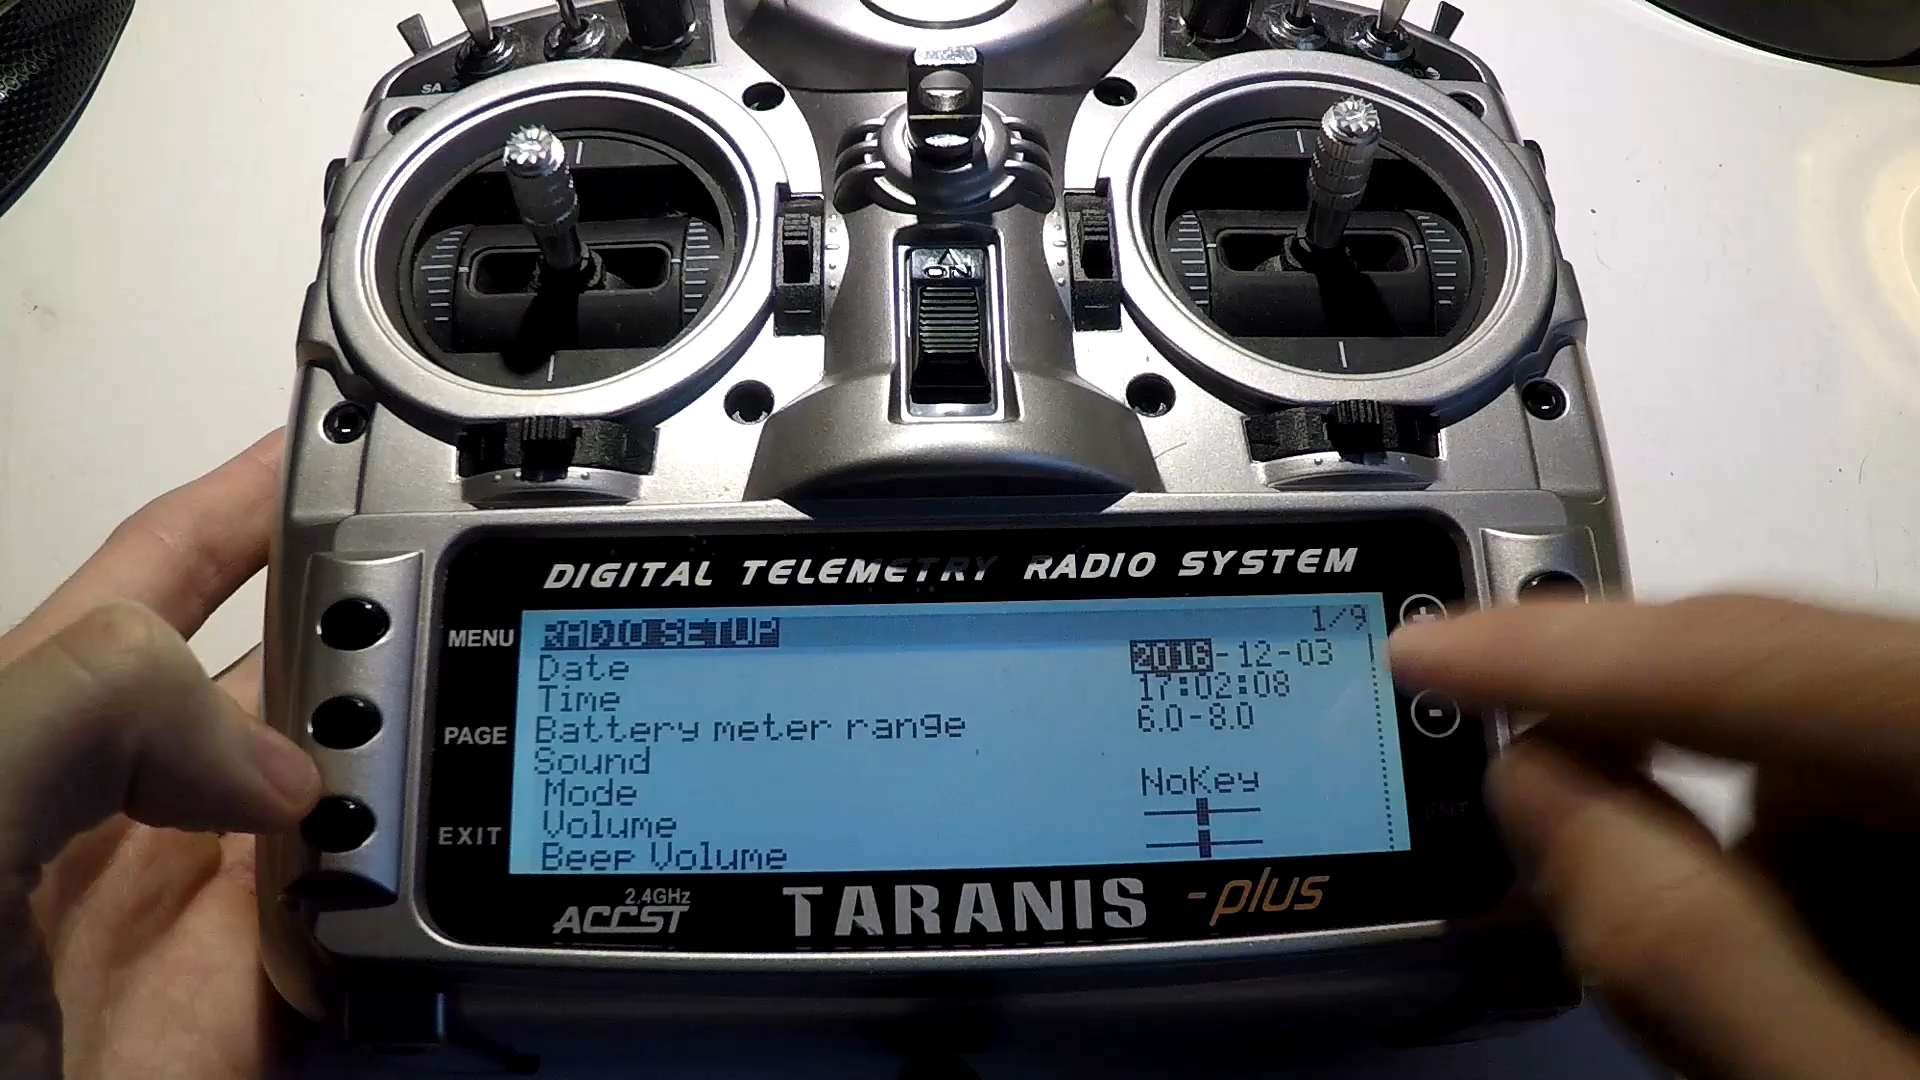 SA
ON
DIGITAL TELEMETRY RADIO SYSTEM
MENU
PAGE
EXIT
RADIO SETUP 1/9
Date 2016-12-03
Time 17:02:08
Battery meter range 6.0-8.0
Sound
Mode NoKey
Volume
Beep Volume
+
-
ENT
2.4GHz
ACCST
TARANIS -plus